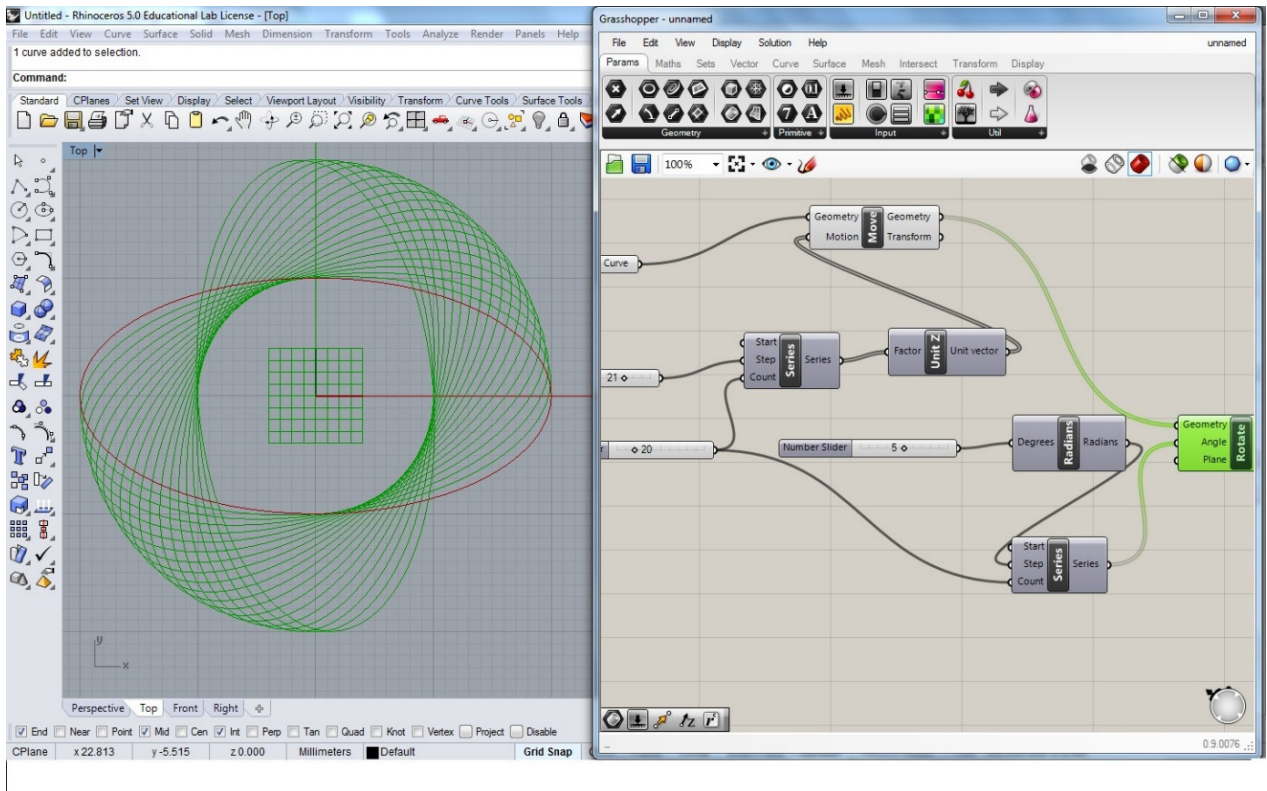 Untitled - Rhinoceros 5.0 Educational Lab License - [Top]
File Edit View Curve Surface Solid Mesh Dimension Transform Tools Analyze Render Panels Help
1 curve added to selection.
Command:
Standard CPlanes Set View Display Select Viewport Layout Visibility Transform Curve Tools Surface Tools
Top
y
x
Perspective Top Front Right
End Near Point Mid Cen Int Perp Tan Quad Knot Vertex Project Disable
CPlane x 22.813 y -5.515 z 0.000 Millimeters Default Grid Snap
Grasshopper - unnamed
File Edit View Display Solution Help unnamed
Params Maths Sets Vector Curve Surface Mesh Intersect Transform Display
Geometry Primitive Input Util
100%
Geometry Move Geometry
Motion Transform
Curve
Start
Step Series Series
Count
Factor Unit Z Unit vector
21
20
Number Slider 5
Degrees Radians Radians
Geometry
Angle Rotate
Plane
Start
Step Series Series
Count
0.9.0076